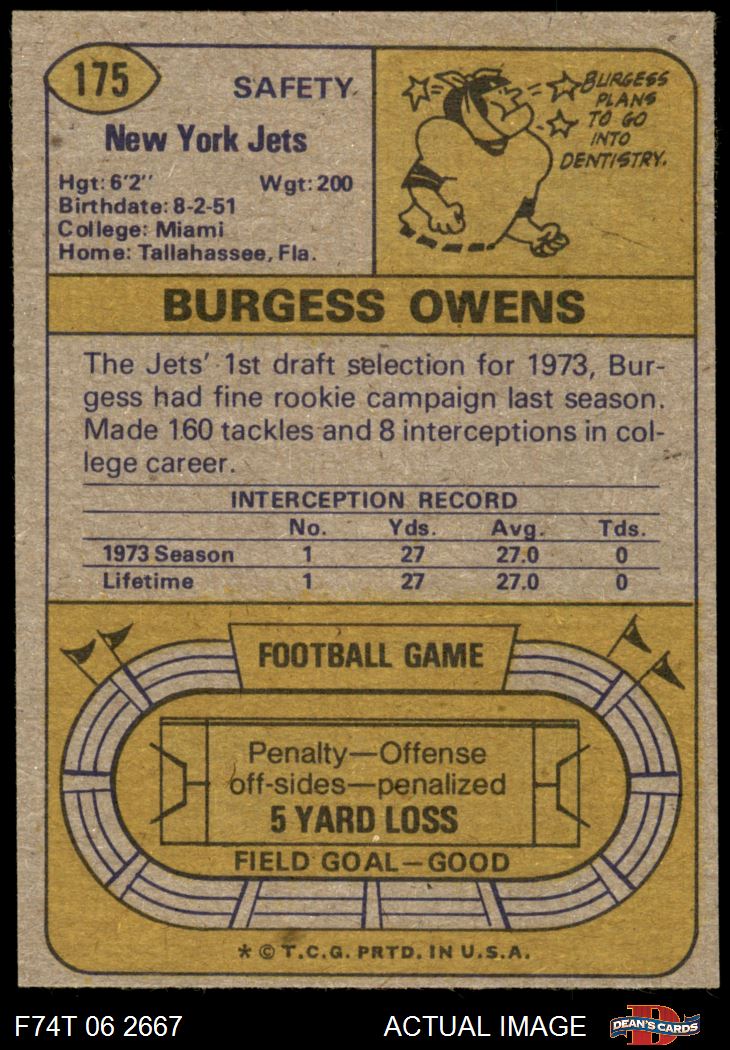 175
SAFETY
New York Jets
Hgt: 6'2" Wgt: 200
Birthdate: 8-2-51
College: Miami
Home: Tallahassee, Fla.
BURGESS
PLANS
TO GO
INTO
DENTISTRY.
BURGESS OWENS
The Jets' 1st draft selection for 1973, Bur-
gess had fine rookie campaign last season.
Made 160 tackles and 8 interceptions in col-
lege career.
INTERCEPTION RECORD
No. Yds. Avg. Tds.
1973 Season 1 27 27.0 0
Lifetime 1 27 27.0 0
FOOTBALL GAME
Penalty—Offense
off-sides—penalized
5 YARD LOSS
FIELD GOAL—GOOD
* © T.C.G. PRTD. IN U.S.A.
F74T 06 2667 ACTUAL IMAGE D DEAN'S CARDS